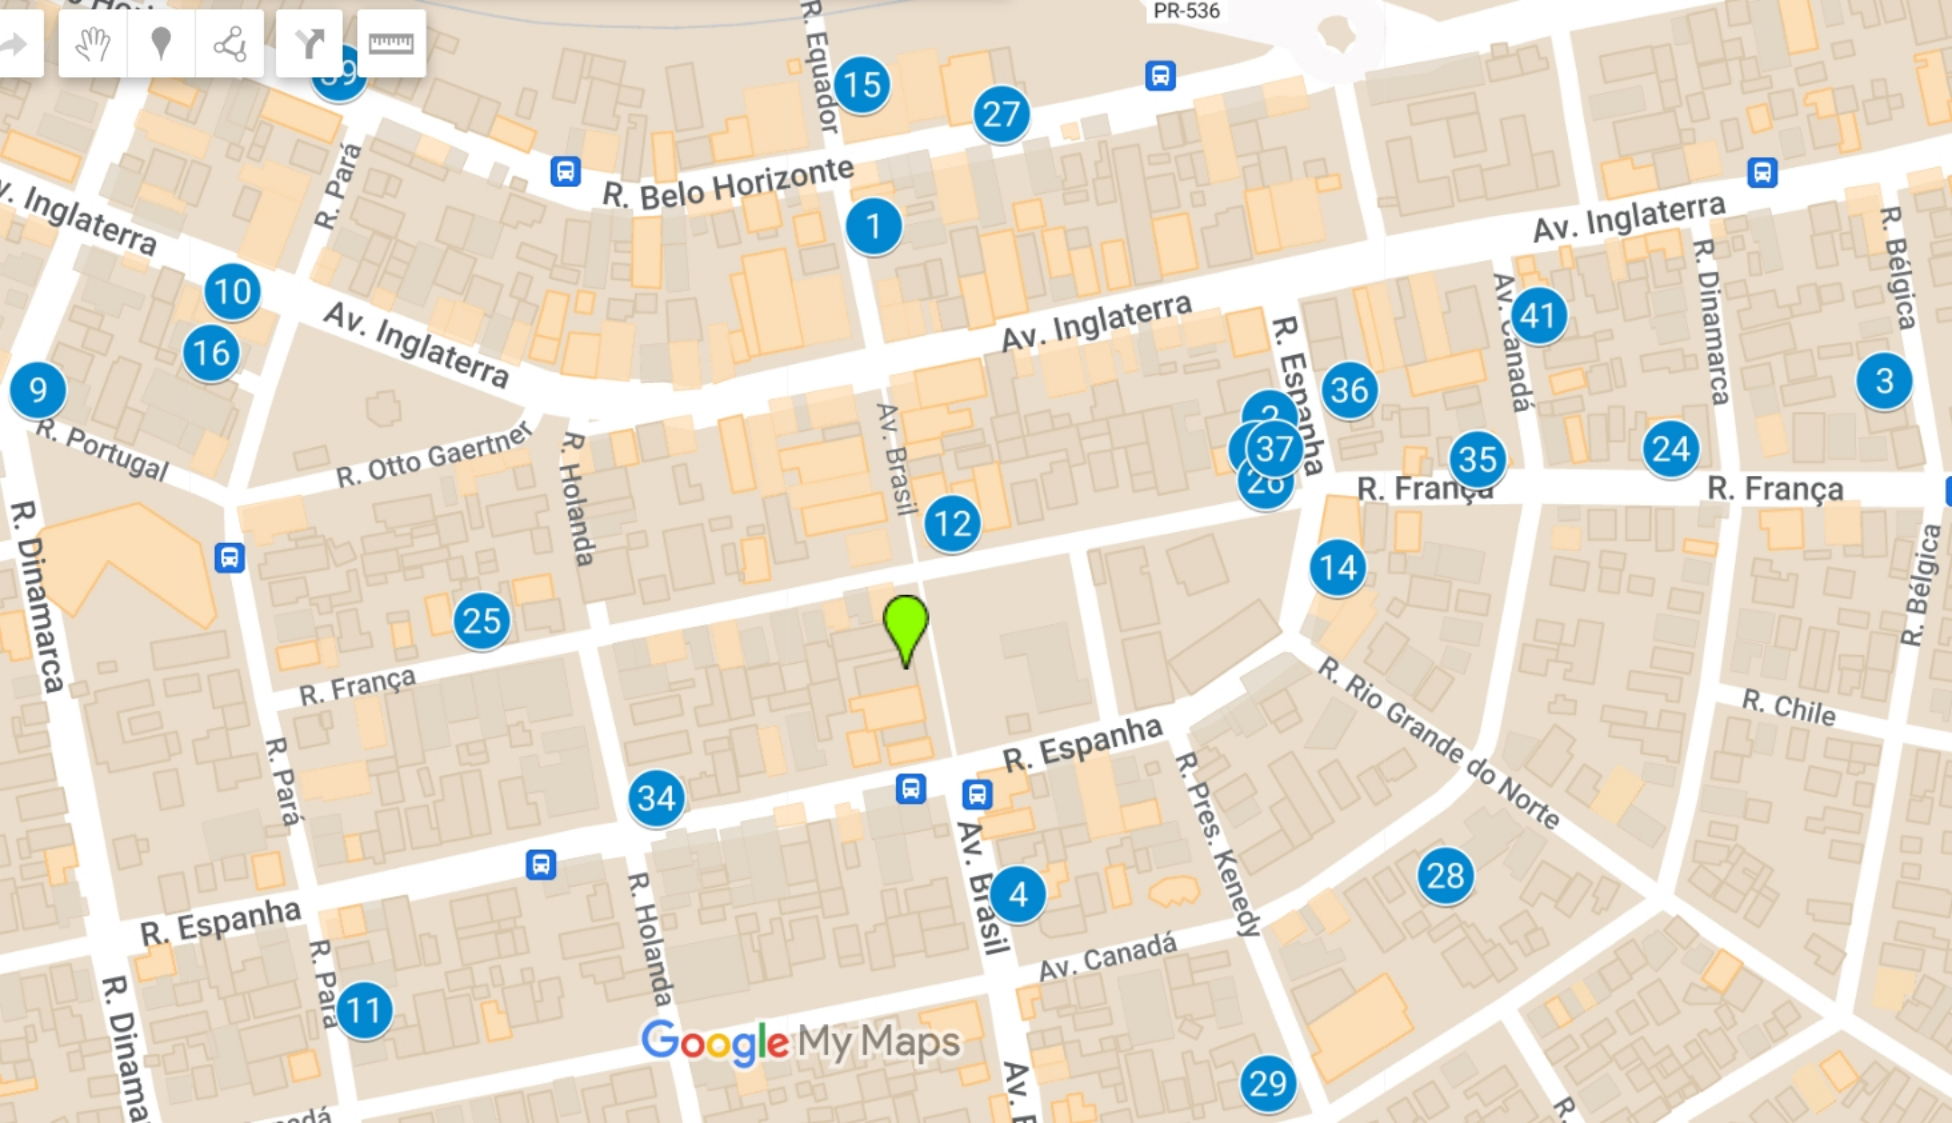 PR-536
R. Equador
39
15
27
R. Pará
R. Belo Horizonte
Av. Inglaterra
R. Bélgica
1
R. Dinamarca
10
Av. Inglaterra
Av. Inglaterra
R. Espanha
Av. Canadá
41
16
9
36
3
2
R. Portugal
R. Otto Gaertner
R. Holanda
Av. Brasil
37
35
24
26
R. França
R. França
R. Dinamarca
12
14
R. Bélgica
25
R. França
R. Rio Grande do Norte
R. Chile
R. Pará
R. Espanha
R. Pres. Kenedy
34
Av. Brasil
4
28
R. Holanda
R. Espanha
R. Pará
Av. Canadá
11
Google My Maps
29